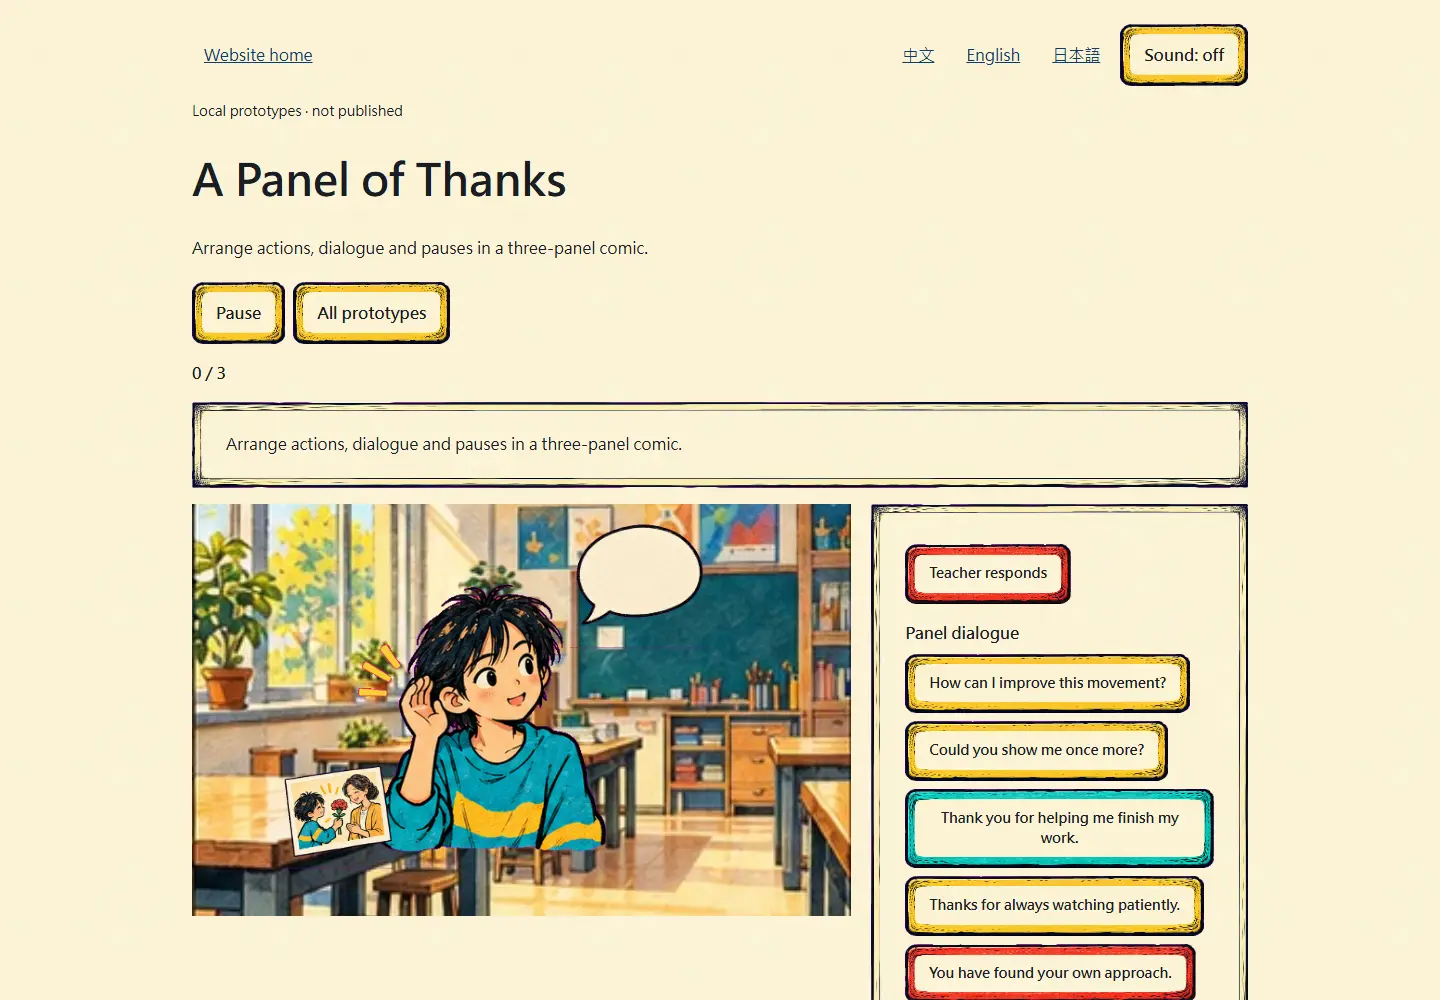 Website home
中文
English
日本語
Sound: off
Local prototypes · not published
A Panel of Thanks
Arrange actions, dialogue and pauses in a three-panel comic.
Pause
All prototypes
0 / 3
Arrange actions, dialogue and pauses in a three-panel comic.
Teacher responds
Panel dialogue
How can I improve this movement?
Could you show me once more?
Thank you for helping me finish my
work.
Thanks for always watching patiently.
You have found your own approach.